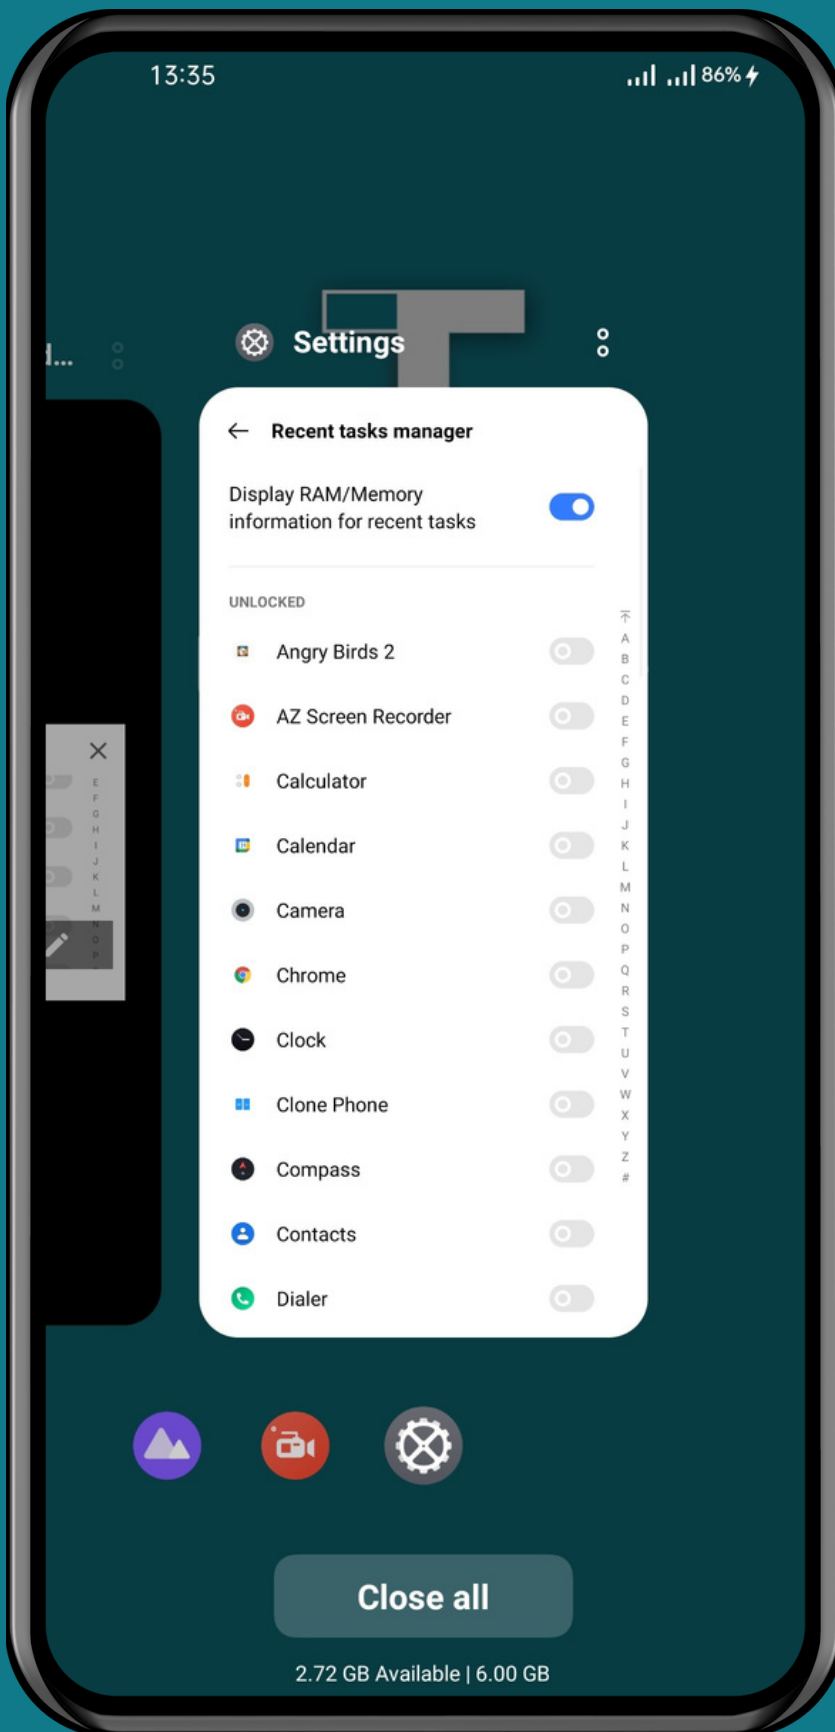 13:35
86%
Settings
Recent tasks manager
Display RAM/Memory
information for recent tasks
UNLOCKED
Angry Birds 2
AZ Screen Recorder
Calculator
Calendar
Camera
Chrome
Clock
Clone Phone
Compass
Contacts
Dialer
A
B
C
D
E
F
G
H
I
J
K
L
M
N
O
P
Q
R
S
T
U
V
W
X
Y
Z
#
E
F
G
H
I
J
K
L
M
N
O
P
Close all
2.72 GB Available | 6.00 GB